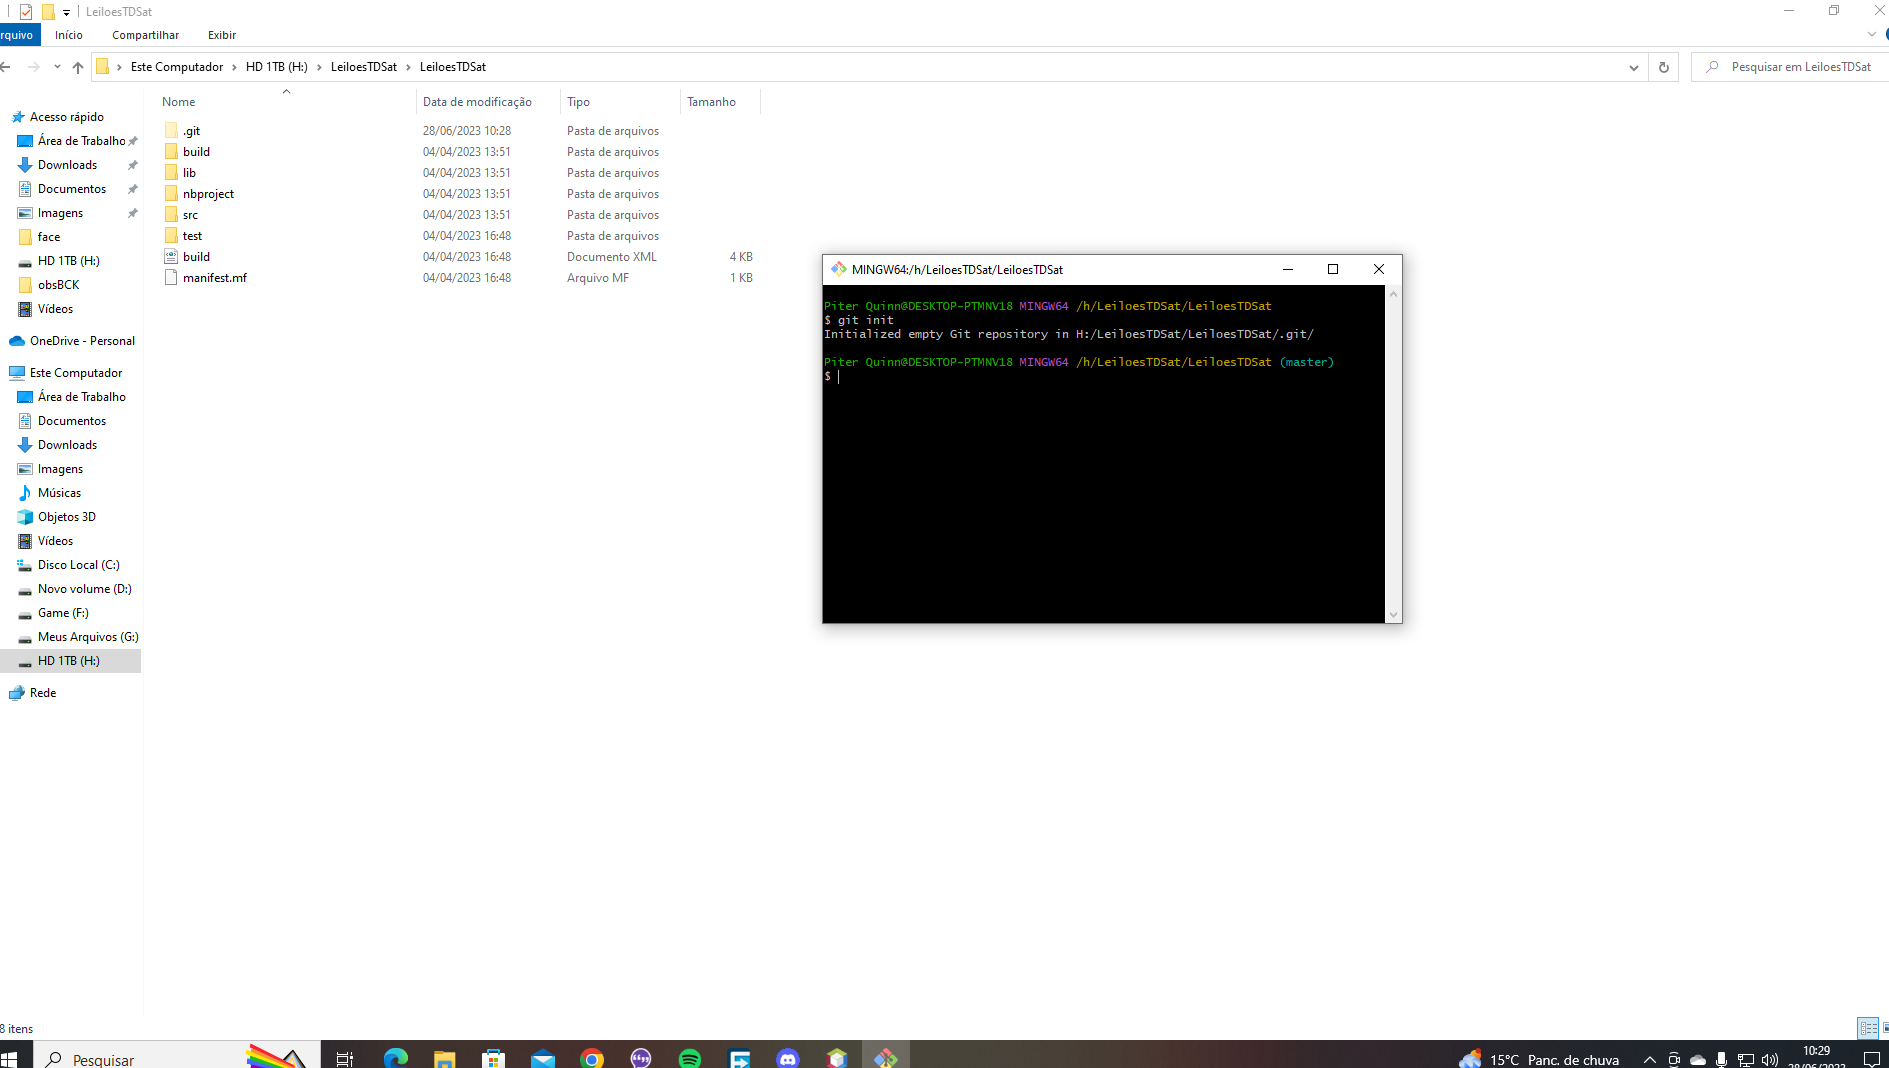 LeiloesTDSat
Início Compartilhar Exibir
Este Computador HD 1TB (H:) LeiloesTDSat LeiloesTDSat
Pesquisar em LeiloesTDSat
Acesso rápido
Área de Trabalho
Downloads
Documentos
Imagens
face
HD 1TB (H:)
obsBCK
Vídeos
OneDrive - Personal
Este Computador
Área de Trabalho
Documentos
Downloads
Imagens
Músicas
Objetos 3D
Vídeos
Disco Local (C:)
Novo volume (D:)
Game (F:)
Meus Arquivos (G:)
HD 1TB (H:)
Rede
Nome Data de modificação Tipo Tamanho
.git 28/06/2023 10:28 Pasta de arquivos
build 04/04/2023 13:51 Pasta de arquivos
lib 04/04/2023 13:51 Pasta de arquivos
nbproject 04/04/2023 13:51 Pasta de arquivos
src 04/04/2023 13:51 Pasta de arquivos
test 04/04/2023 16:48 Pasta de arquivos
build 04/04/2023 16:48 Documento XML 4 KB
manifest.mf 04/04/2023 16:48 Arquivo MF 1 KB
MINGW64:/h/LeiloesTDSat/LeiloesTDSat
Piter Quinn@DESKTOP-PTMNV18 MINGW64 /h/LeiloesTDSat/LeiloesTDSat
$ git init
Initialized empty Git repository in H:/LeiloesTDSat/LeiloesTDSat/.git/
Piter Quinn@DESKTOP-PTMNV18 MINGW64 /h/LeiloesTDSat/LeiloesTDSat (master)
$
8 itens
Pesquisar
15°C Panc. de chuva
10:29